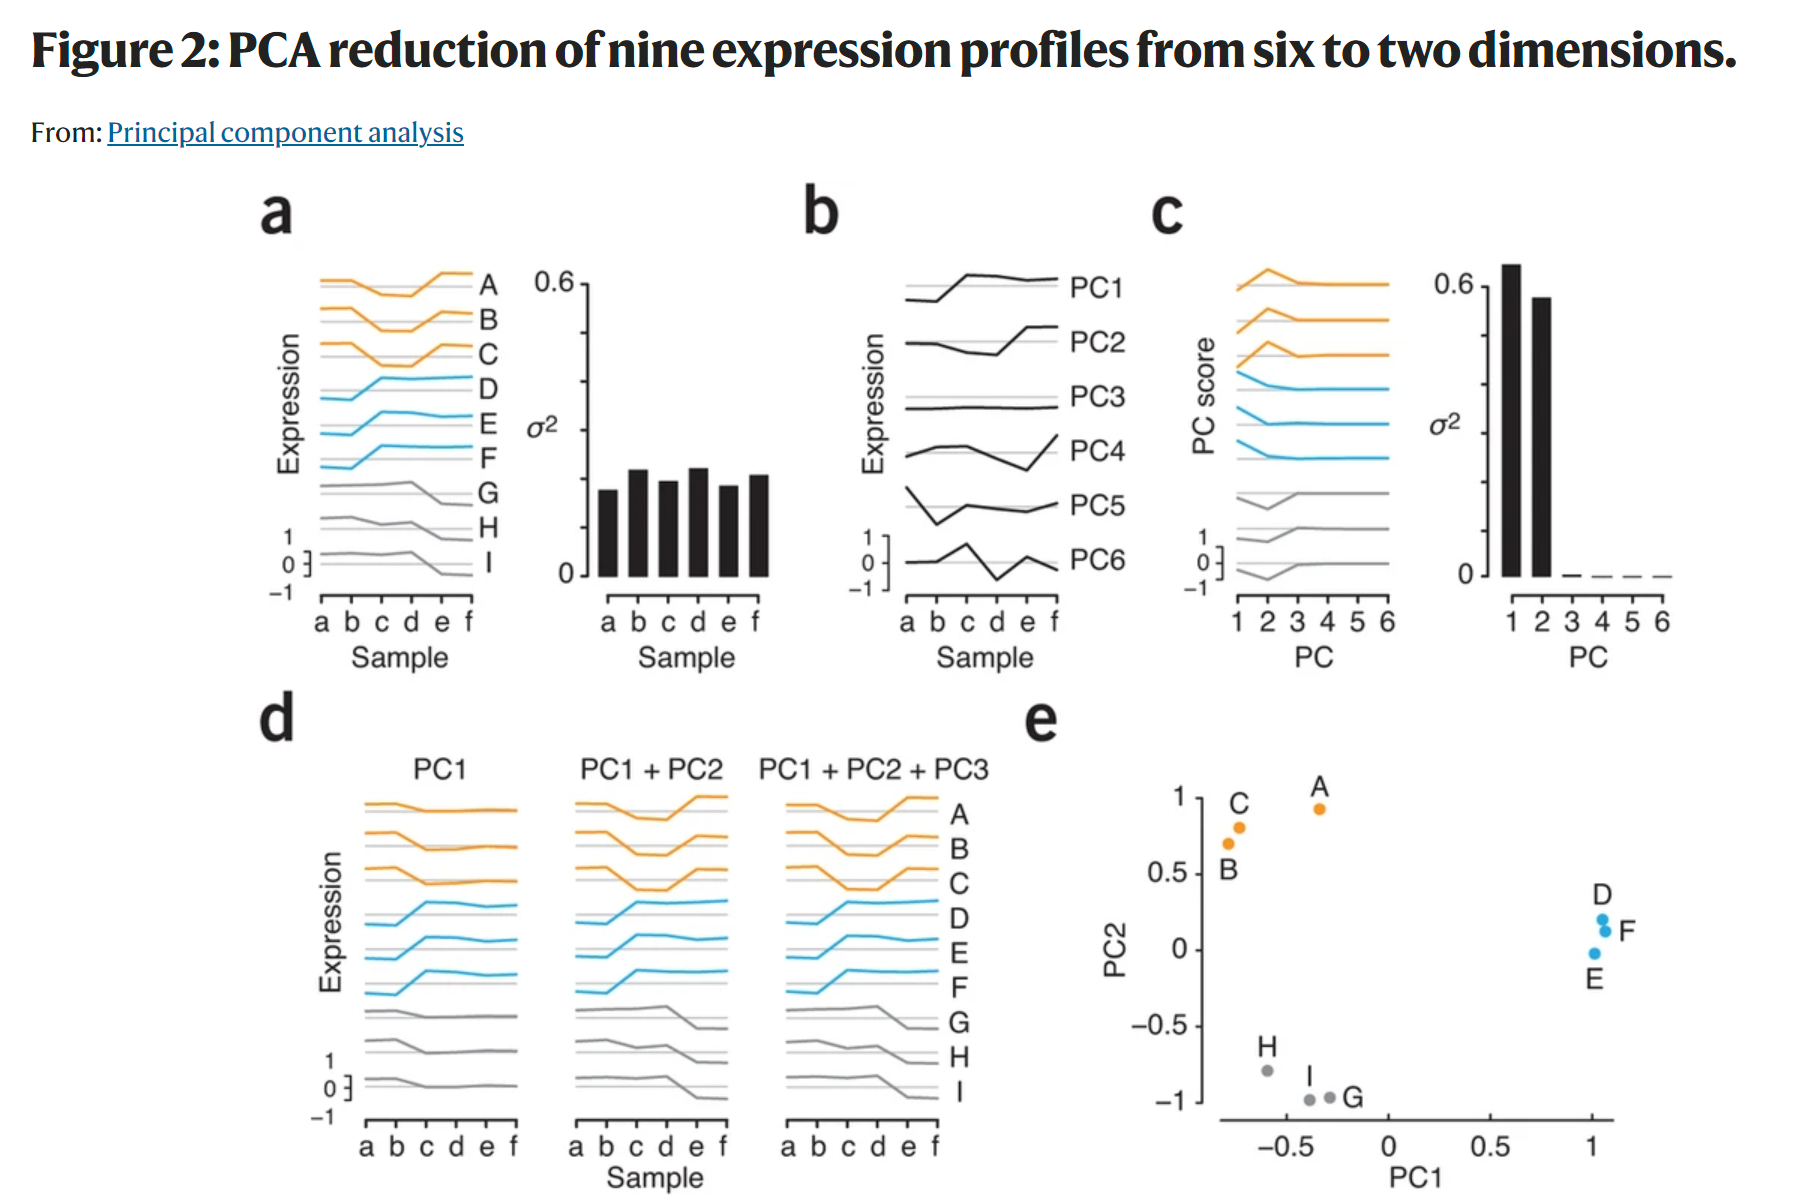 Figure 2: PCA reduction of nine expression profiles from six to two dimensions.
From: Principal component analysis
a
Expression
A
B
C
D
E
F
G
H
I
1
0
−1
a b c d e f
Sample
0.6
σ2
0
a b c d e f
Sample
b
Expression
PC1
PC2
PC3
PC4
PC5
PC6
1
0
−1
a b c d e f
Sample
c
PC score
1
0
−1
1 2 3 4 5 6
PC
0.6
σ2
0
1 2 3 4 5 6
PC
d
PC1
PC1 + PC2
PC1 + PC2 + PC3
Expression
A
B
C
D
E
F
G
H
I
1
0
−1
a b c d e f
a b c d e f
a b c d e f
Sample
e
PC2
1
0.5
0
−0.5
−1
A
C
B
D
F
E
H
I
G
−0.5 0 0.5 1
PC1